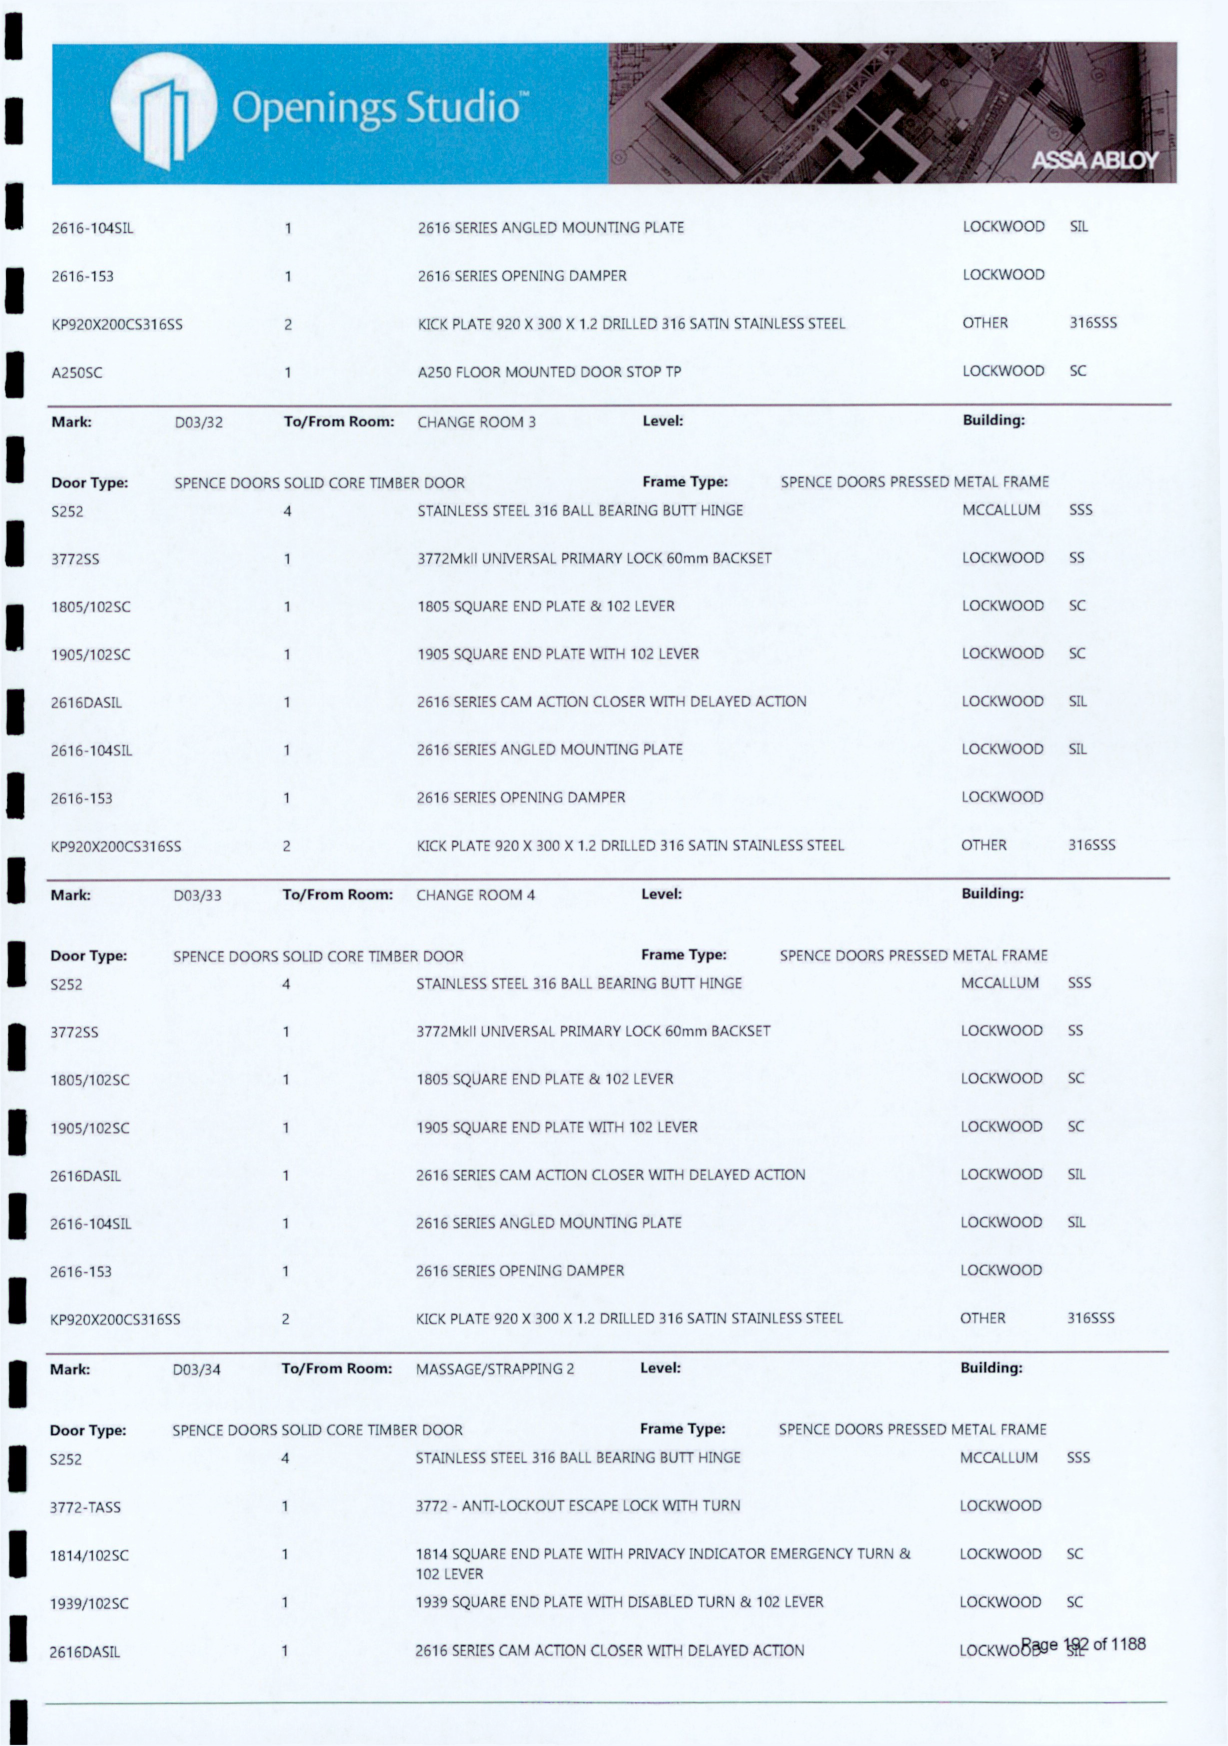 Openings Studio™
ASSA ABLOY
2616-104SIL 1 2616 SERIES ANGLED MOUNTING PLATE LOCKWOOD SIL
2616-153 1 2616 SERIES OPENING DAMPER LOCKWOOD
KP920X200CS316SS 2 KICK PLATE 920 X 300 X 1.2 DRILLED 316 SATIN STAINLESS STEEL OTHER 316SSS
A250SC 1 A250 FLOOR MOUNTED DOOR STOP TP LOCKWOOD SC
Mark: D03/32 To/From Room: CHANGE ROOM 3 Level: Building:
Door Type: SPENCE DOORS SOLID CORE TIMBER DOOR Frame Type: SPENCE DOORS PRESSED METAL FRAME
S252 4 STAINLESS STEEL 316 BALL BEARING BUTT HINGE MCCALLUM SSS
3772SS 1 3772MkII UNIVERSAL PRIMARY LOCK 60mm BACKSET LOCKWOOD SS
1805/102SC 1 1805 SQUARE END PLATE & 102 LEVER LOCKWOOD SC
1905/102SC 1 1905 SQUARE END PLATE WITH 102 LEVER LOCKWOOD SC
2616DASIL 1 2616 SERIES CAM ACTION CLOSER WITH DELAYED ACTION LOCKWOOD SIL
2616-104SIL 1 2616 SERIES ANGLED MOUNTING PLATE LOCKWOOD SIL
2616-153 1 2616 SERIES OPENING DAMPER LOCKWOOD
KP920X200CS316SS 2 KICK PLATE 920 X 300 X 1.2 DRILLED 316 SATIN STAINLESS STEEL OTHER 316SSS
Mark: D03/33 To/From Room: CHANGE ROOM 4 Level: Building:
Door Type: SPENCE DOORS SOLID CORE TIMBER DOOR Frame Type: SPENCE DOORS PRESSED METAL FRAME
S252 4 STAINLESS STEEL 316 BALL BEARING BUTT HINGE MCCALLUM SSS
3772SS 1 3772MkII UNIVERSAL PRIMARY LOCK 60mm BACKSET LOCKWOOD SS
1805/102SC 1 1805 SQUARE END PLATE & 102 LEVER LOCKWOOD SC
1905/102SC 1 1905 SQUARE END PLATE WITH 102 LEVER LOCKWOOD SC
2616DASIL 1 2616 SERIES CAM ACTION CLOSER WITH DELAYED ACTION LOCKWOOD SIL
2616-104SIL 1 2616 SERIES ANGLED MOUNTING PLATE LOCKWOOD SIL
2616-153 1 2616 SERIES OPENING DAMPER LOCKWOOD
KP920X200CS316SS 2 KICK PLATE 920 X 300 X 1.2 DRILLED 316 SATIN STAINLESS STEEL OTHER 316SSS
Mark: D03/34 To/From Room: MASSAGE/STRAPPING 2 Level: Building:
Door Type: SPENCE DOORS SOLID CORE TIMBER DOOR Frame Type: SPENCE DOORS PRESSED METAL FRAME
S252 4 STAINLESS STEEL 316 BALL BEARING BUTT HINGE MCCALLUM SSS
3772-TASS 1 3772 - ANTI-LOCKOUT ESCAPE LOCK WITH TURN LOCKWOOD
1814/102SC 1 1814 SQUARE END PLATE WITH PRIVACY INDICATOR EMERGENCY TURN & LOCKWOOD SC
102 LEVER
1939/102SC 1 1939 SQUARE END PLATE WITH DISABLED TURN & 102 LEVER LOCKWOOD SC
2616DASIL 1 2616 SERIES CAM ACTION CLOSER WITH DELAYED ACTION LOCKWOOD SIL
Page 192 of 1188